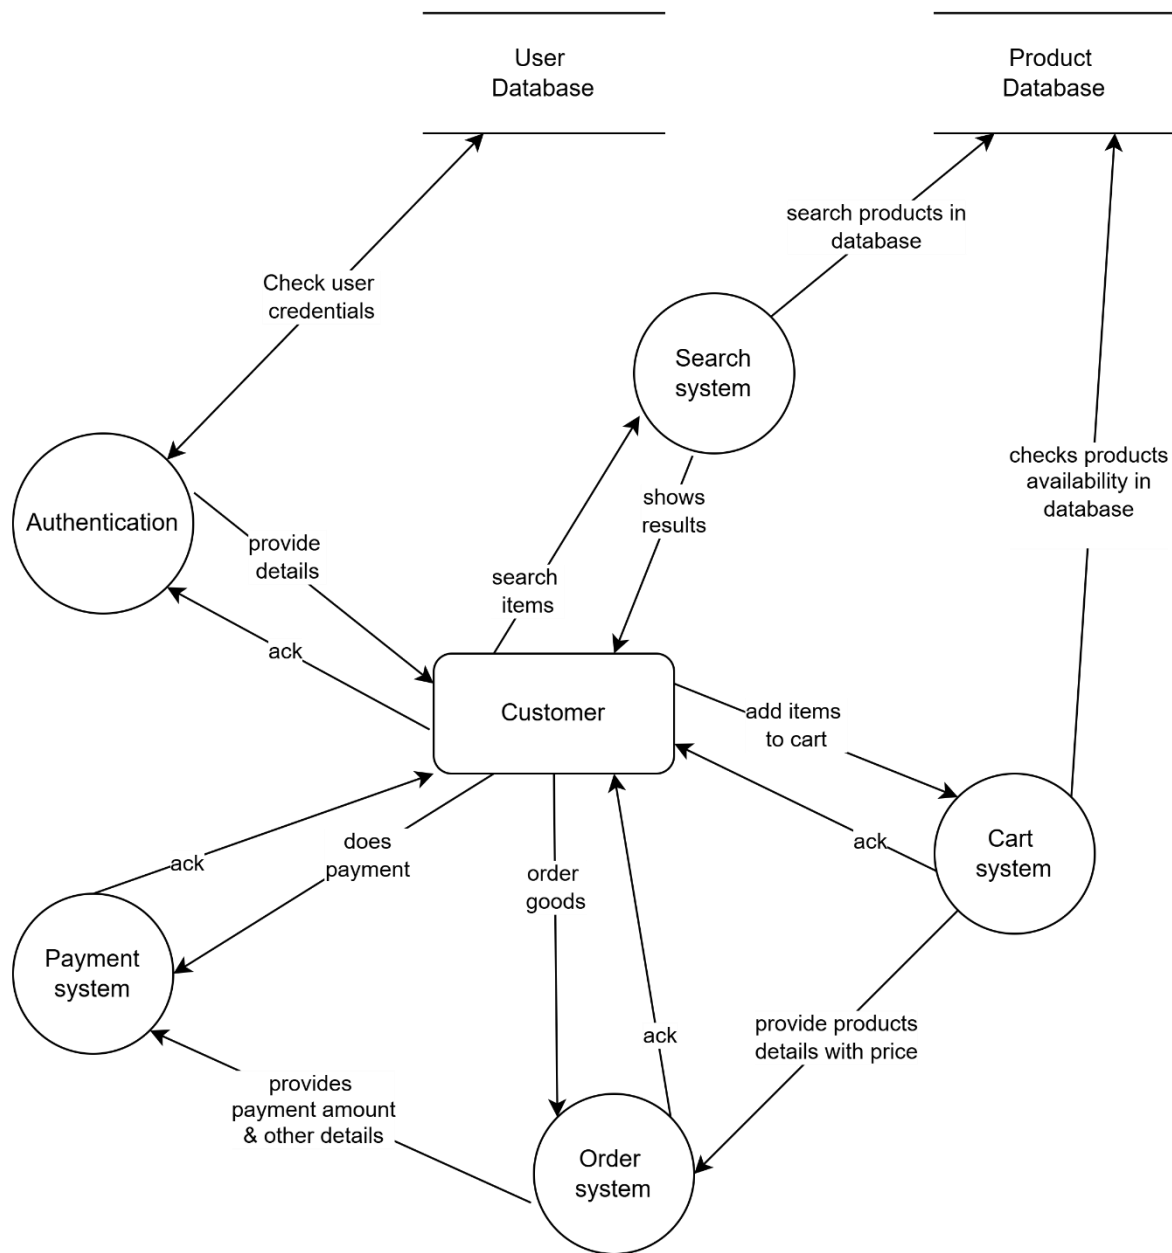 User
Database
Product
Database
search products in
database
Check user
credentials
Search
system
checks products
availability in
database
shows
results
Authentication
provide
details
search
items
ack
Customer
add items
to cart
does
payment
ack
order
goods
ack
Cart
system
Payment
system
provide products
details with price
ack
provides
payment amount
& other details
Order
system